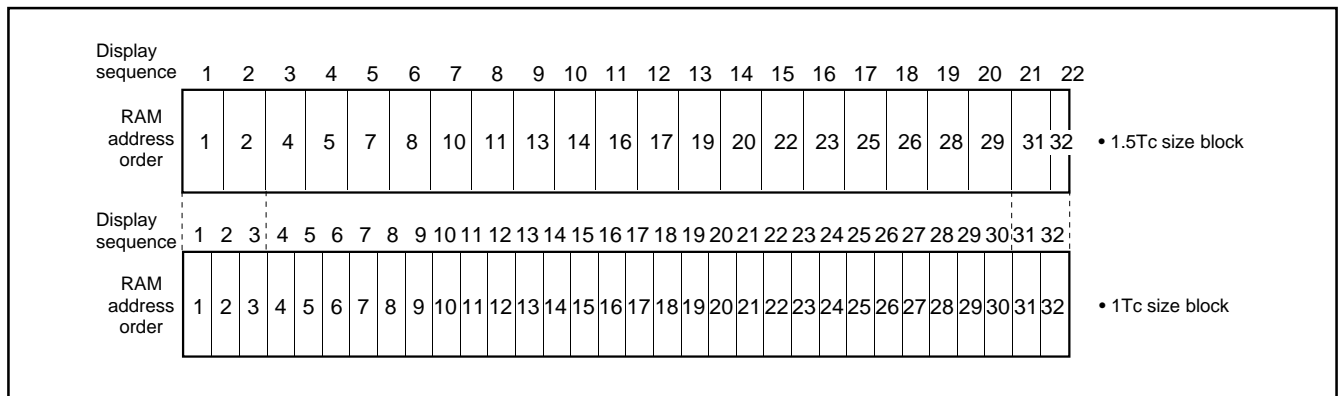 Display
sequence 1 2 3 4 5 6 7 8 9 10 11 12 13 14 15 16 17 18 19 20 21 22
RAM
address
order
1 2 4 5 7 8 10 11 13 14 16 17 19 20 22 23 25 26 28 29 31 32 • 1.5Tc size block
Display
sequence 1 2 3 4 5 6 7 8 9 10 11 12 13 14 15 16 17 18 19 20 21 22 23 24 25 26 27 28 29 30 31 32
RAM
address
order
1 2 3 4 5 6 7 8 9 10 11 12 13 14 15 16 17 18 19 20 21 22 23 24 25 26 27 28 29 30 31 32 • 1Tc size block